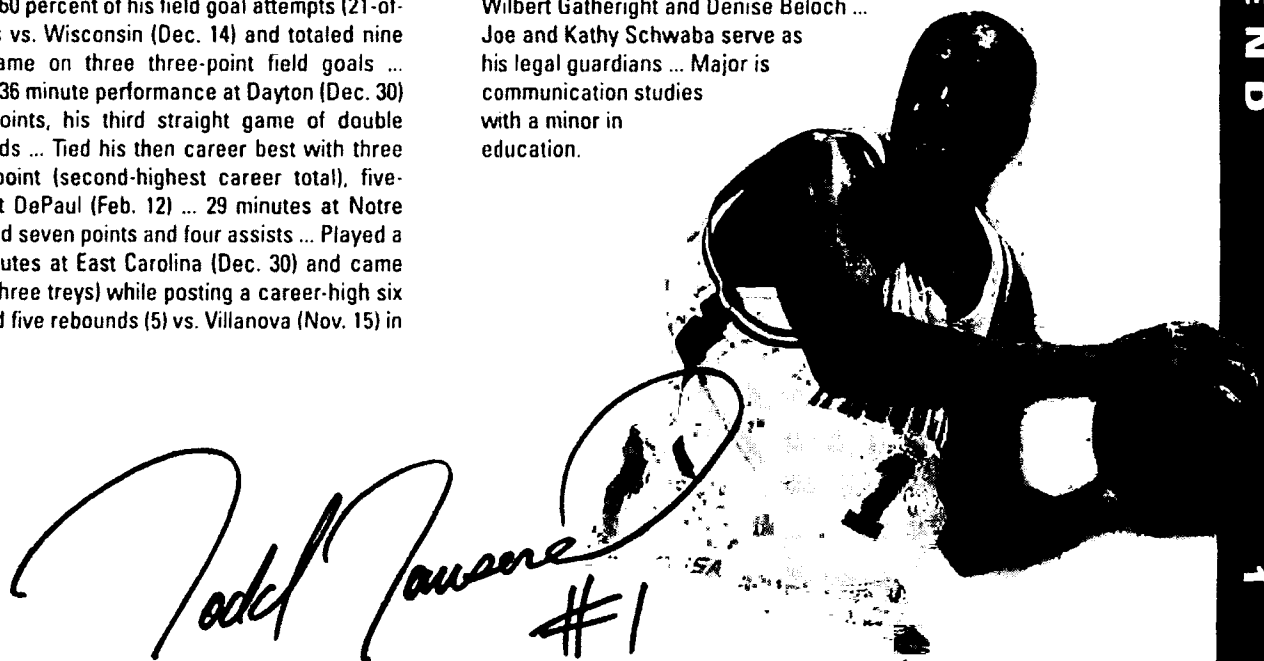 60 percent of his field goal attempts (21-of-
s vs. Wisconsin (Dec. 14) and totaled nine
ame on three three-point field goals ...
36 minute performance at Dayton (Dec. 30)
oints, his third straight game of double
ds ... Tied his then career best with three
point (second-highest career total), five-
t DePaul (Feb. 12) ... 29 minutes at Notre
d seven points and four assists ... Played a
utes at East Carolina (Dec. 30) and came
hree treys) while posting a career-high six
d five rebounds (5) vs. Villanova (Nov. 15) in
Wilbert Gatheright and Denise Beloch ...
Joe and Kathy Schwaba serve as
his legal guardians ... Major is
communication studies
with a minor in
education.
Todd
#1
N D
1